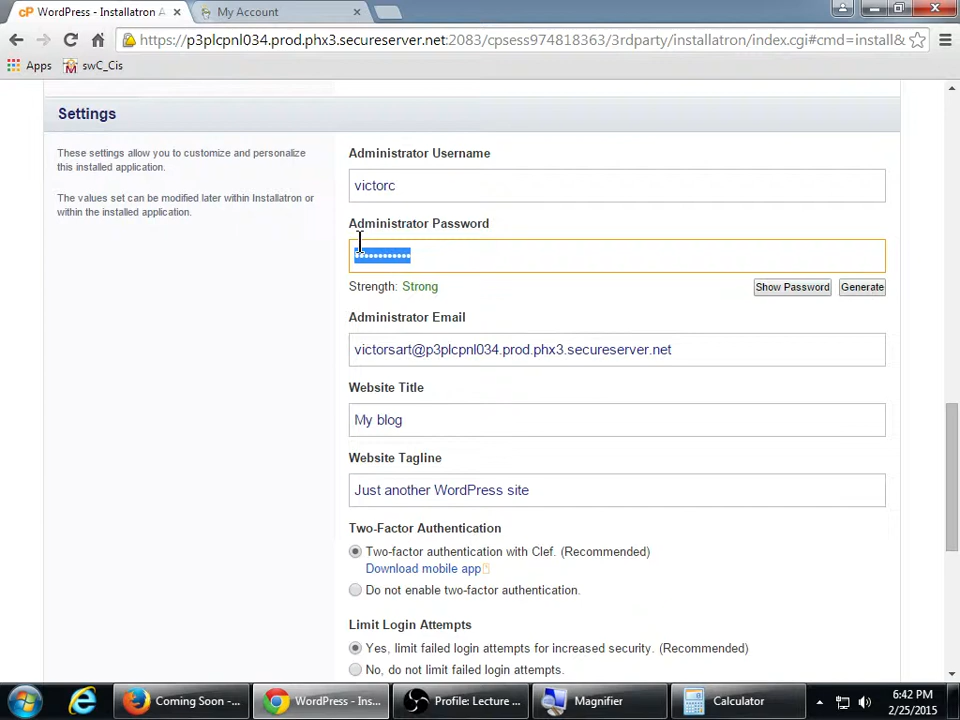 cP WordPress - Installatron A
My Account
https://p3plcpnl034.prod.phx3.secureserver.net:2083/cpsess974818363/3rdparty/installatron/index.cgi#cmd=install&
Apps
swC_Cis
Settings
These settings allow you to customize and personalize
this installed application.
The values set can be modified later within Installatron or
within the installed application.
Administrator Username
victorc
Administrator Password
Strength: Strong
Show Password
Generate
Administrator Email
victorsart@p3plcpnl034.prod.phx3.secureserver.net
Website Title
My blog
Website Tagline
Just another WordPress site
Two-Factor Authentication
Two-factor authentication with Clef. (Recommended)
Download mobile app
Do not enable two-factor authentication.
Limit Login Attempts
Yes, limit failed login attempts for increased security. (Recommended)
No, do not limit failed login attempts.
Coming Soon -...
WordPress - Ins...
Profile: Lecture ...
Magnifier
Calculator
6:42 PM
2/25/2015